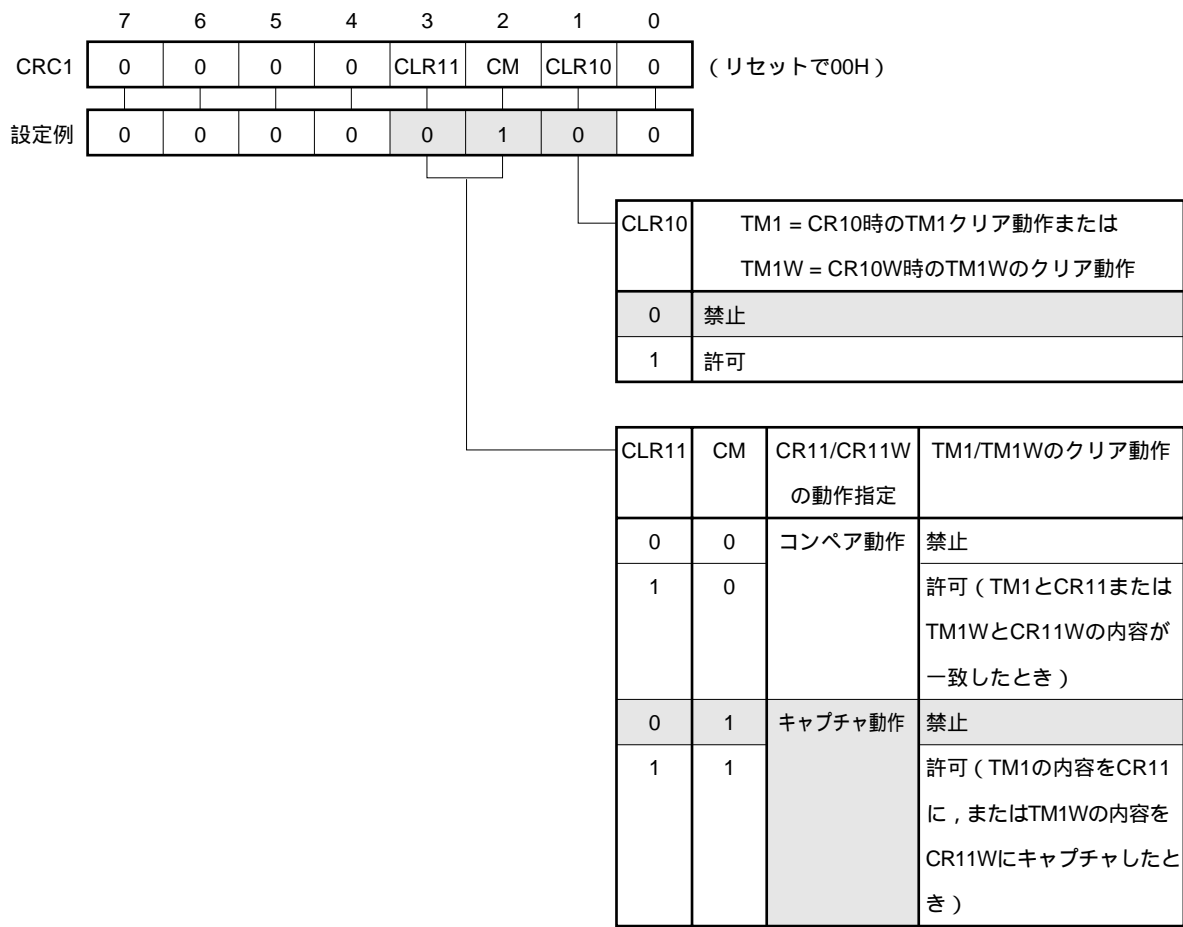 7 6 5 4 3 2 1 0
CRC1 0 0 0 0 CLR11 CM CLR10 0 （リセットで00H）
設定例 0 0 0 0 0 1 0 0
CLR10 TM1 = CR10時のTM1クリア動作または
TM1W = CR10W時のTM1Wのクリア動作
0 禁止
1 許可
CLR11 CM CR11/CR11W TM1/TM1Wのクリア動作
の動作指定
0 0 コンペア動作 禁止
1 0 許可（TM1とCR11または
TM1WとCR11Wの内容が
一致したとき）
0 1 キャプチャ動作 禁止
1 1 許可（TM1の内容をCR11
に，またはTM1Wの内容を
CR11Wにキャプチャしたと
き）